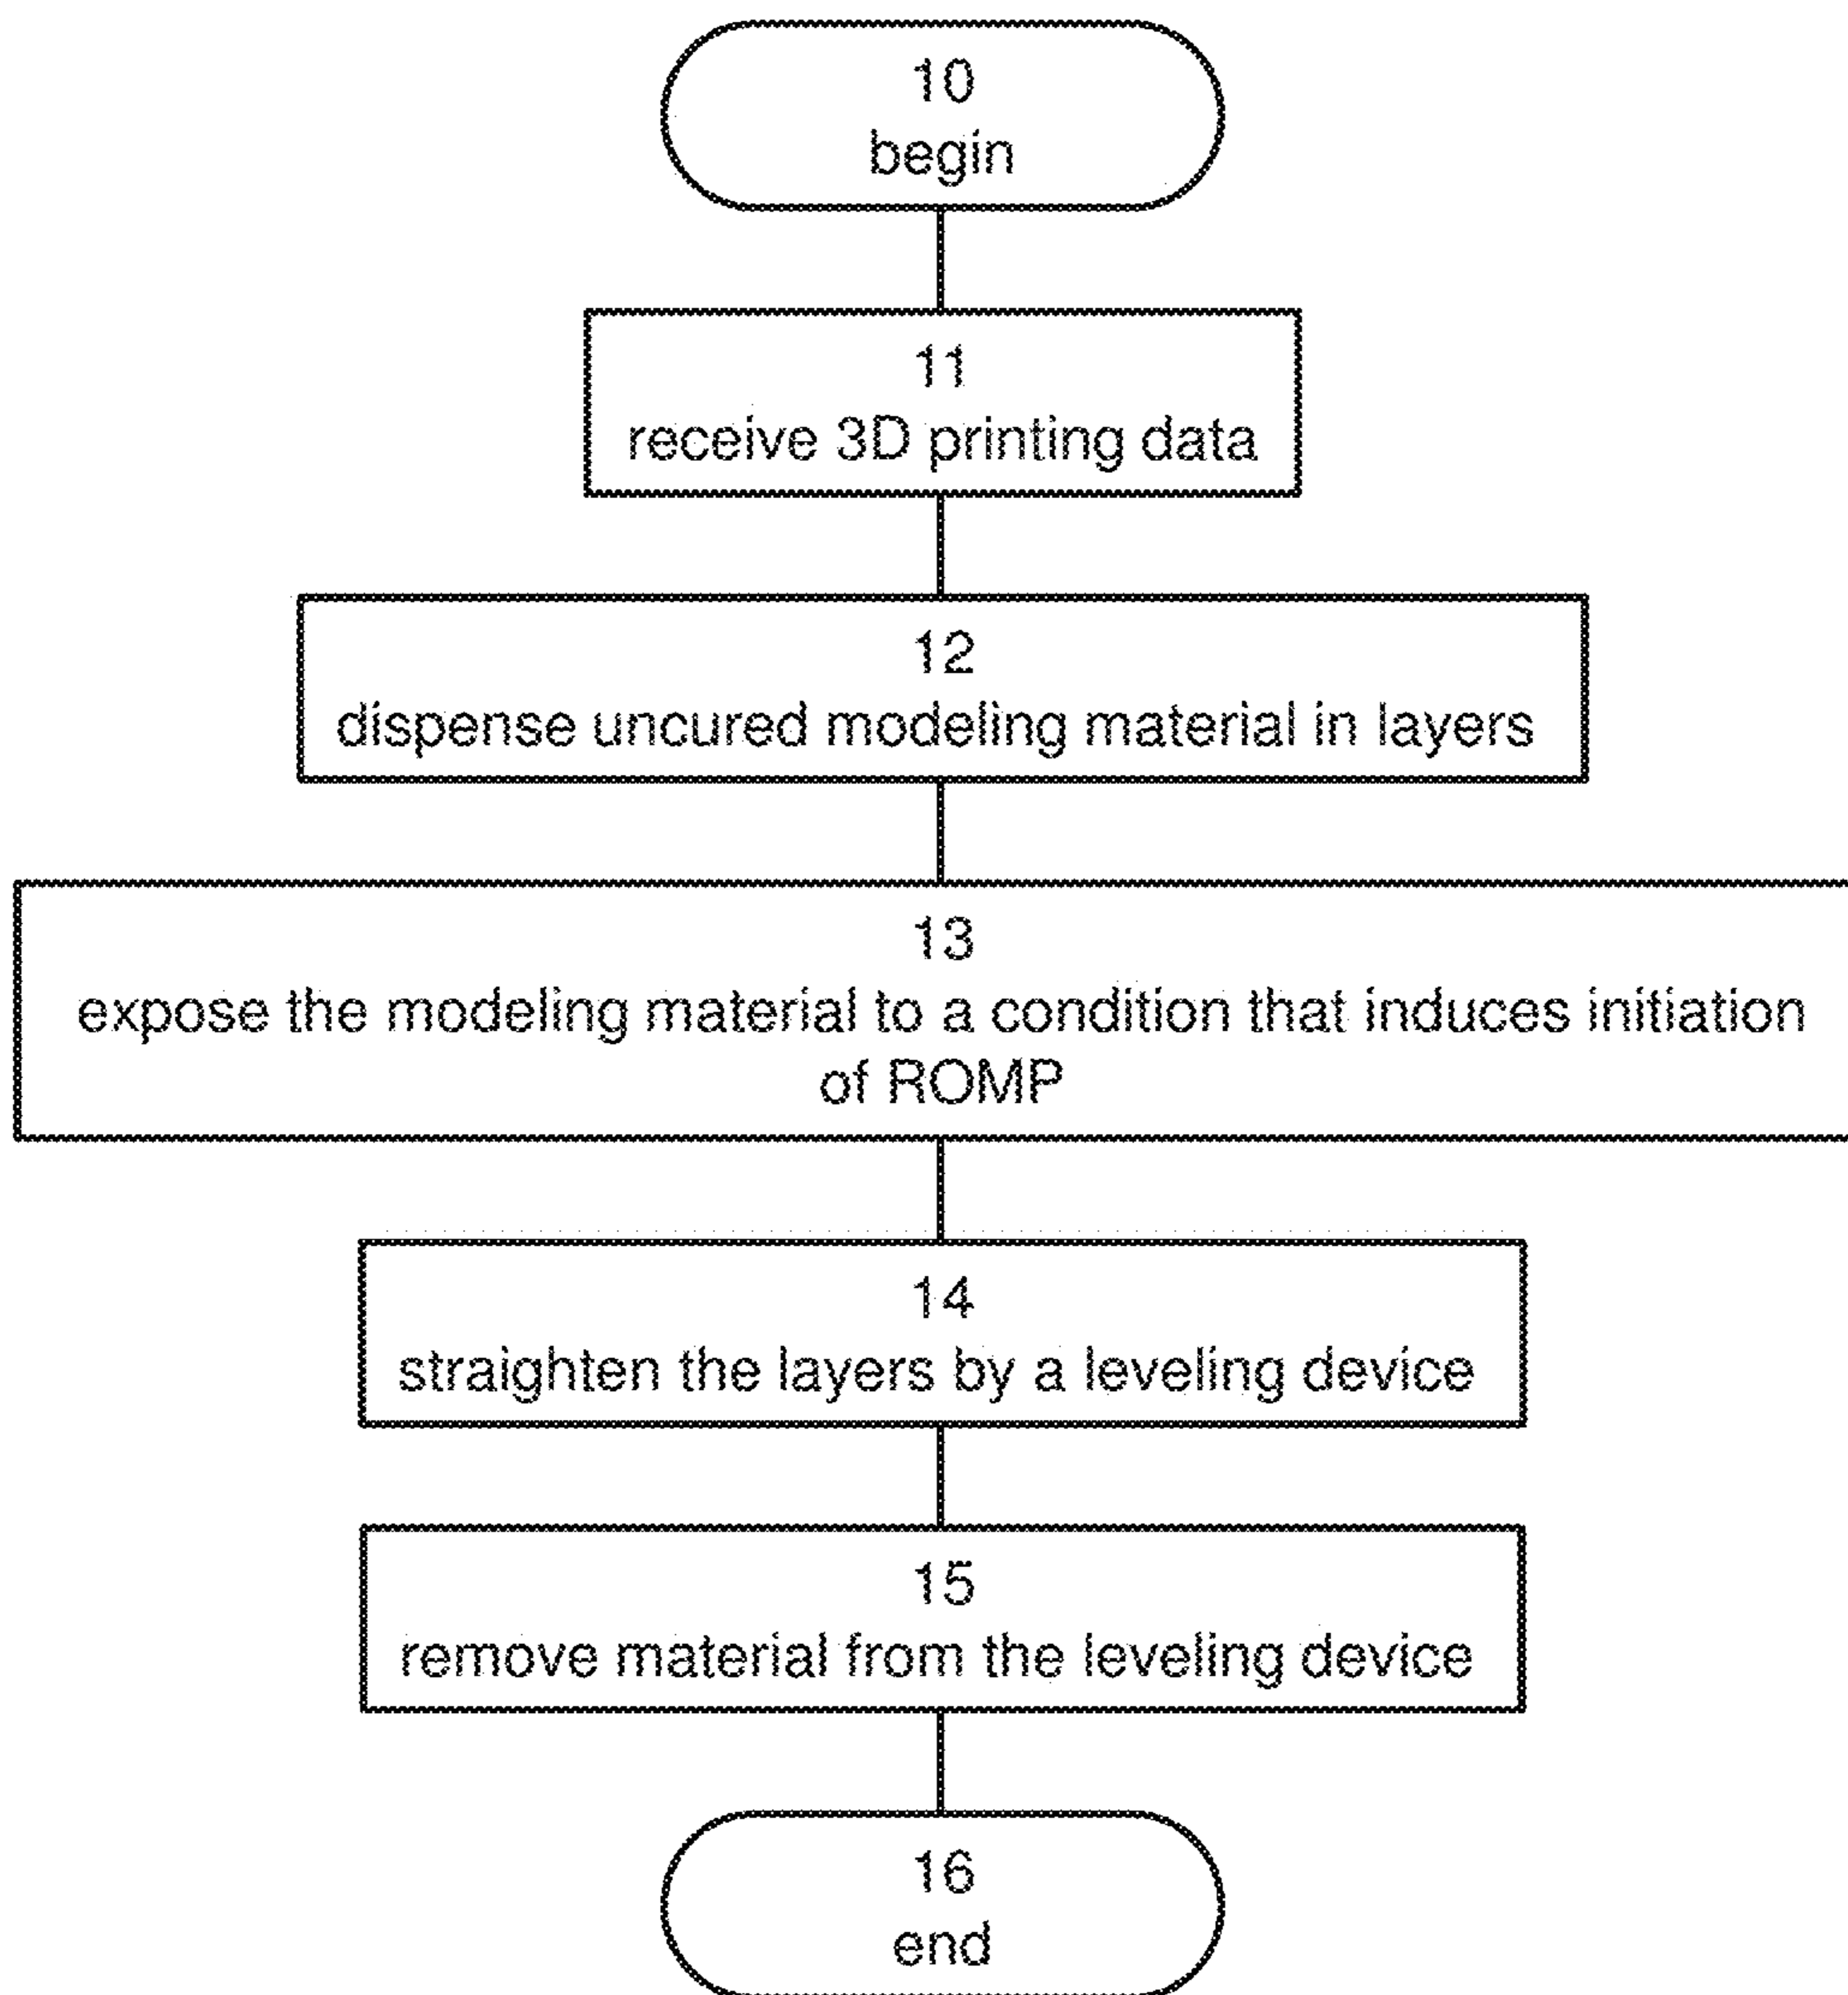 10
begin
11
receive 3D printing data
12
dispense uncured modeling material in layers
13
expose the modeling material to a condition that induces initiation
of ROMP
14
straighten the layers by a leveling device
15
remove material from the leveling device
16
end